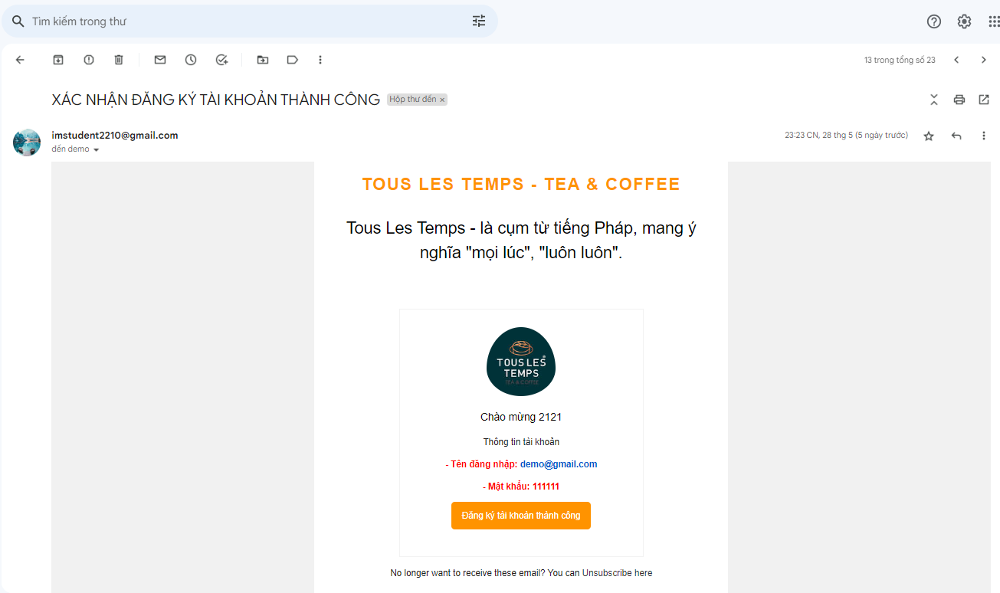 Tìm kiếm trong thư
13 trong tổng số 23
XÁC NHẬN ĐĂNG KÝ TÀI KHOẢN THÀNH CÔNG Hộp thư đến ×
imstudent2210@gmail.com
23:23 CN, 28 thg 5 (5 ngày trước)
đến demo
TOUS LES TEMPS - TEA & COFFEE
Tous Les Temps - là cụm từ tiếng Pháp, mang ý
nghĩa "mọi lúc", "luôn luôn".
TOUS LES
TEMPS
TEA & COFFEE
Chào mừng 2121
Thông tin tài khoản
- Tên đăng nhập: demo@gmail.com
- Mật khẩu: 111111
Đăng ký tài khoản thành công
No longer want to receive these email? You can Unsubscribe here